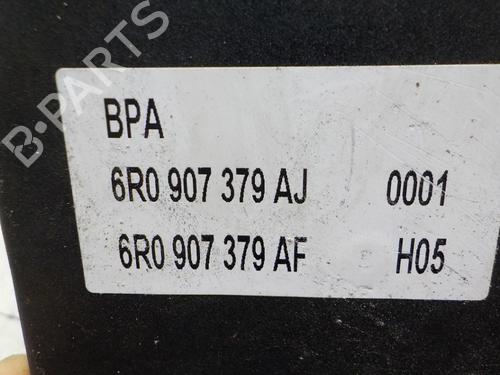 BPA
6R0 907 379 AJ 0001
6R0 907 379 AF H05
B-PARTS